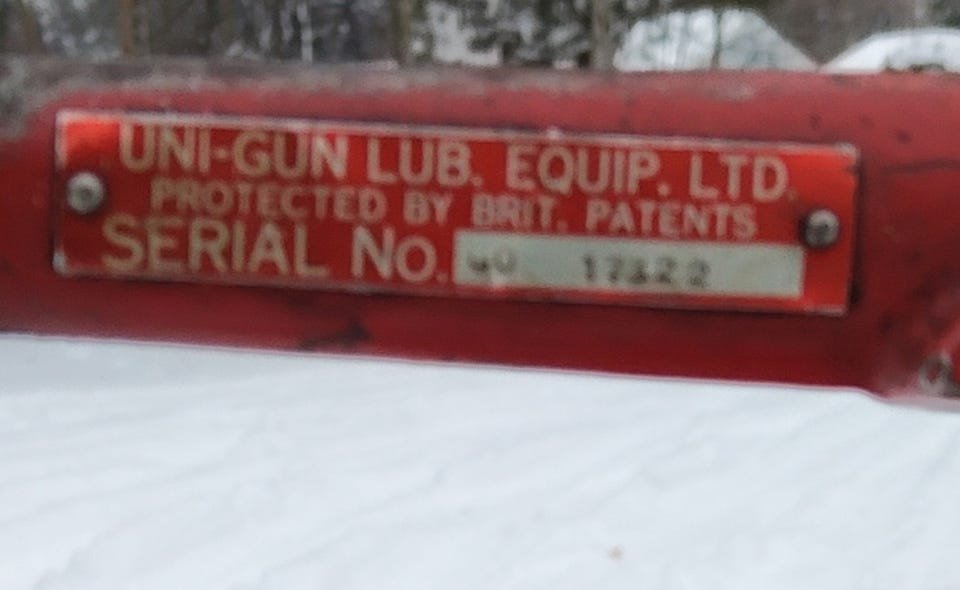 UNI-GUN LUB. EQUIP. LTD.
PROTECTED BY BRIT. PATENTS
SERIAL No.